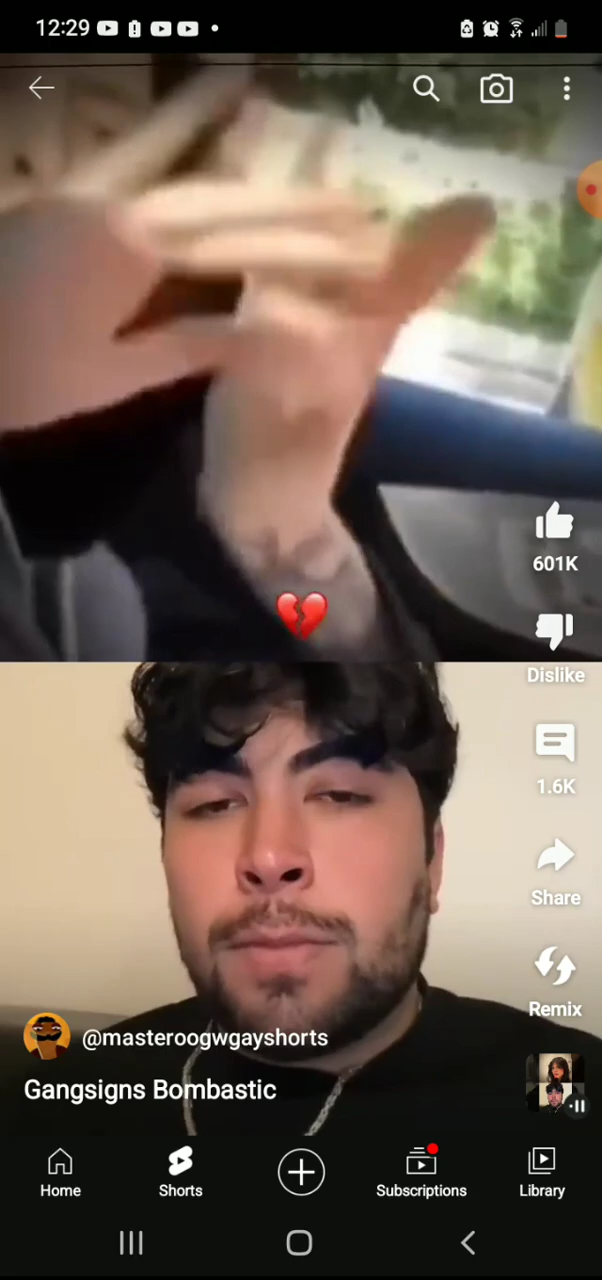 12:29
601K
Dislike
1.6K
Share
Remix
@masteroogwgayshorts
Gangsigns Bombastic
Home
Shorts
Subscriptions
Library